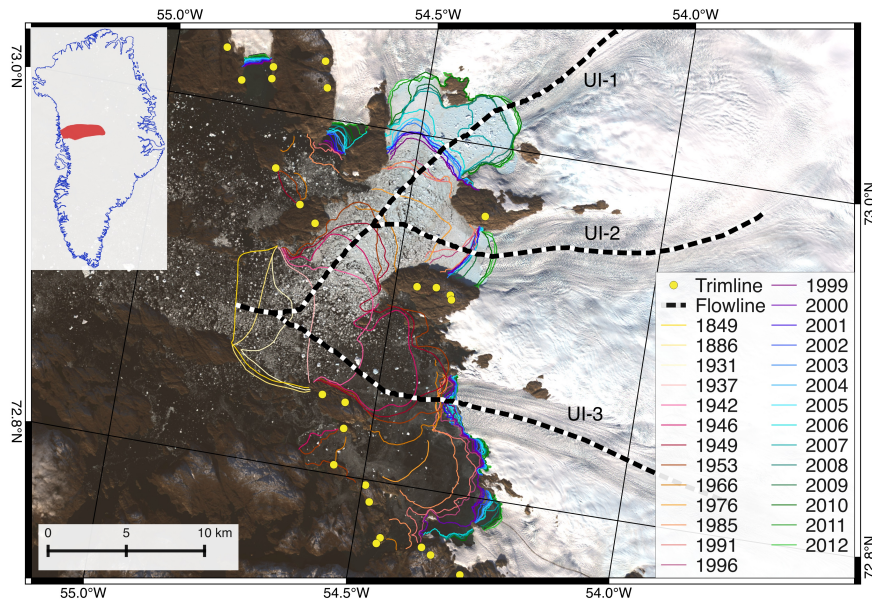 55.0°W 54.5°W 54.0°W
73.0°N
UI-1
73.0°N
UI-2
Trimline
Flowline
1849
1886
1931
1937
1942
1946
1949
1953
1966
1976
1985
1991
1996
1999
2000
2001
2002
2003
2004
2005
2006
2007
2008
2009
2010
2011
2012
UI-3
72.8°N
0 5 10 km
72.8°N
55.0°W 54.5°W 54.0°W